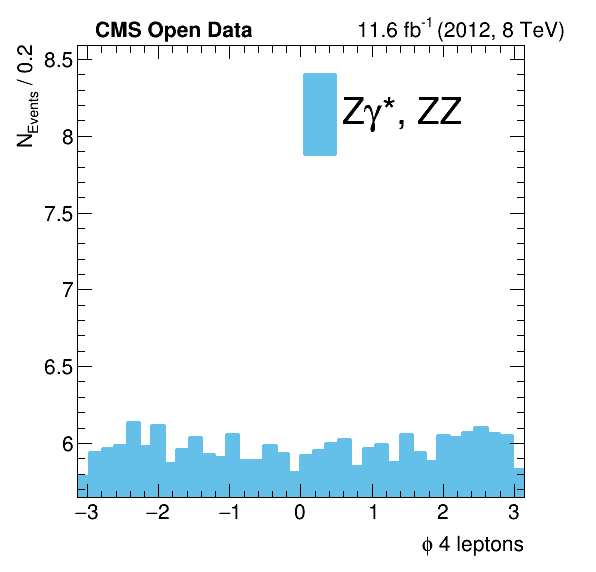 CMS Open Data 11.6 fb⁻¹ (2012, 8 TeV)
N_Events / 0.2
8.5
8
7.5
7
6.5
6
Zγ*, ZZ
−3 −2 −1 0 1 2 3
ϕ 4 leptons